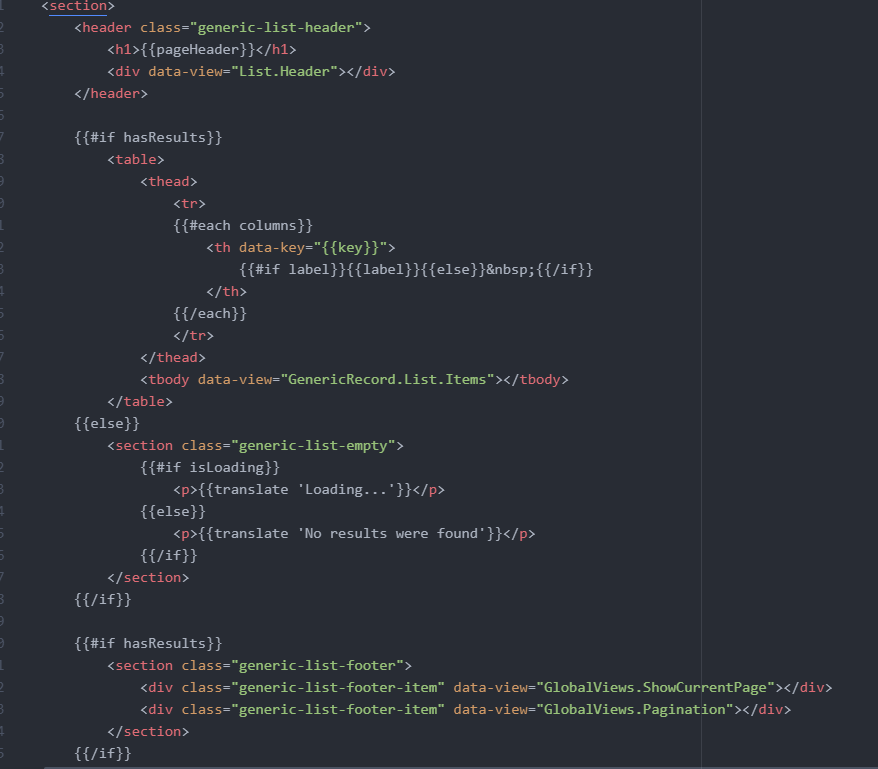 <section>
<header class="generic-list-header">
<h1>{{pageHeader}}</h1>
<div data-view="List.Header"></div>
</header>
{{#if hasResults}}
<table>
<thead>
<tr>
{{#each columns}}
<th data-key="{{key}}">
{{#if label}}{{label}}{{else}}&nbsp;{{/if}}
</th>
{{/each}}
</tr>
</thead>
<tbody data-view="GenericRecord.List.Items"></tbody>
</table>
{{else}}
<section class="generic-list-empty">
{{#if isLoading}}
<p>{{translate 'Loading...'}}</p>
{{else}}
<p>{{translate 'No results were found'}}</p>
{{/if}}
</section>
{{/if}}
{{#if hasResults}}
<section class="generic-list-footer">
<div class="generic-list-footer-item" data-view="GlobalViews.ShowCurrentPage"></div>
<div class="generic-list-footer-item" data-view="GlobalViews.Pagination"></div>
</section>
{{/if}}